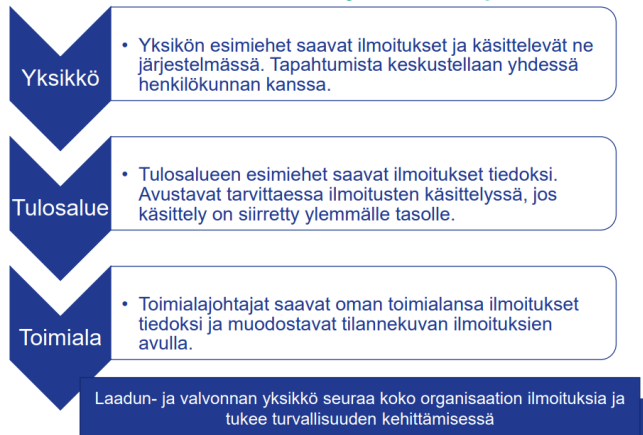 Yksikkö
• Yksikön esimiehet saavat ilmoitukset ja käsittelevät ne
järjestelmässä. Tapahtumista keskustellaan yhdessä
henkilökunnan kanssa.
Tulosalue
• Tulosalueen esimiehet saavat ilmoitukset tiedoksi.
Avustavat tarvittaessa ilmoitusten käsittelyssä, jos
käsittely on siirretty ylemmälle tasolle.
Toimiala
• Toimialajohtajat saavat oman toimialansa ilmoitukset
tiedoksi ja muodostavat tilannekuvan ilmoituksien
avulla.
Laadun- ja valvonnan yksikkö seuraa koko organisaation ilmoituksia ja
tukee turvallisuuden kehittämisessä